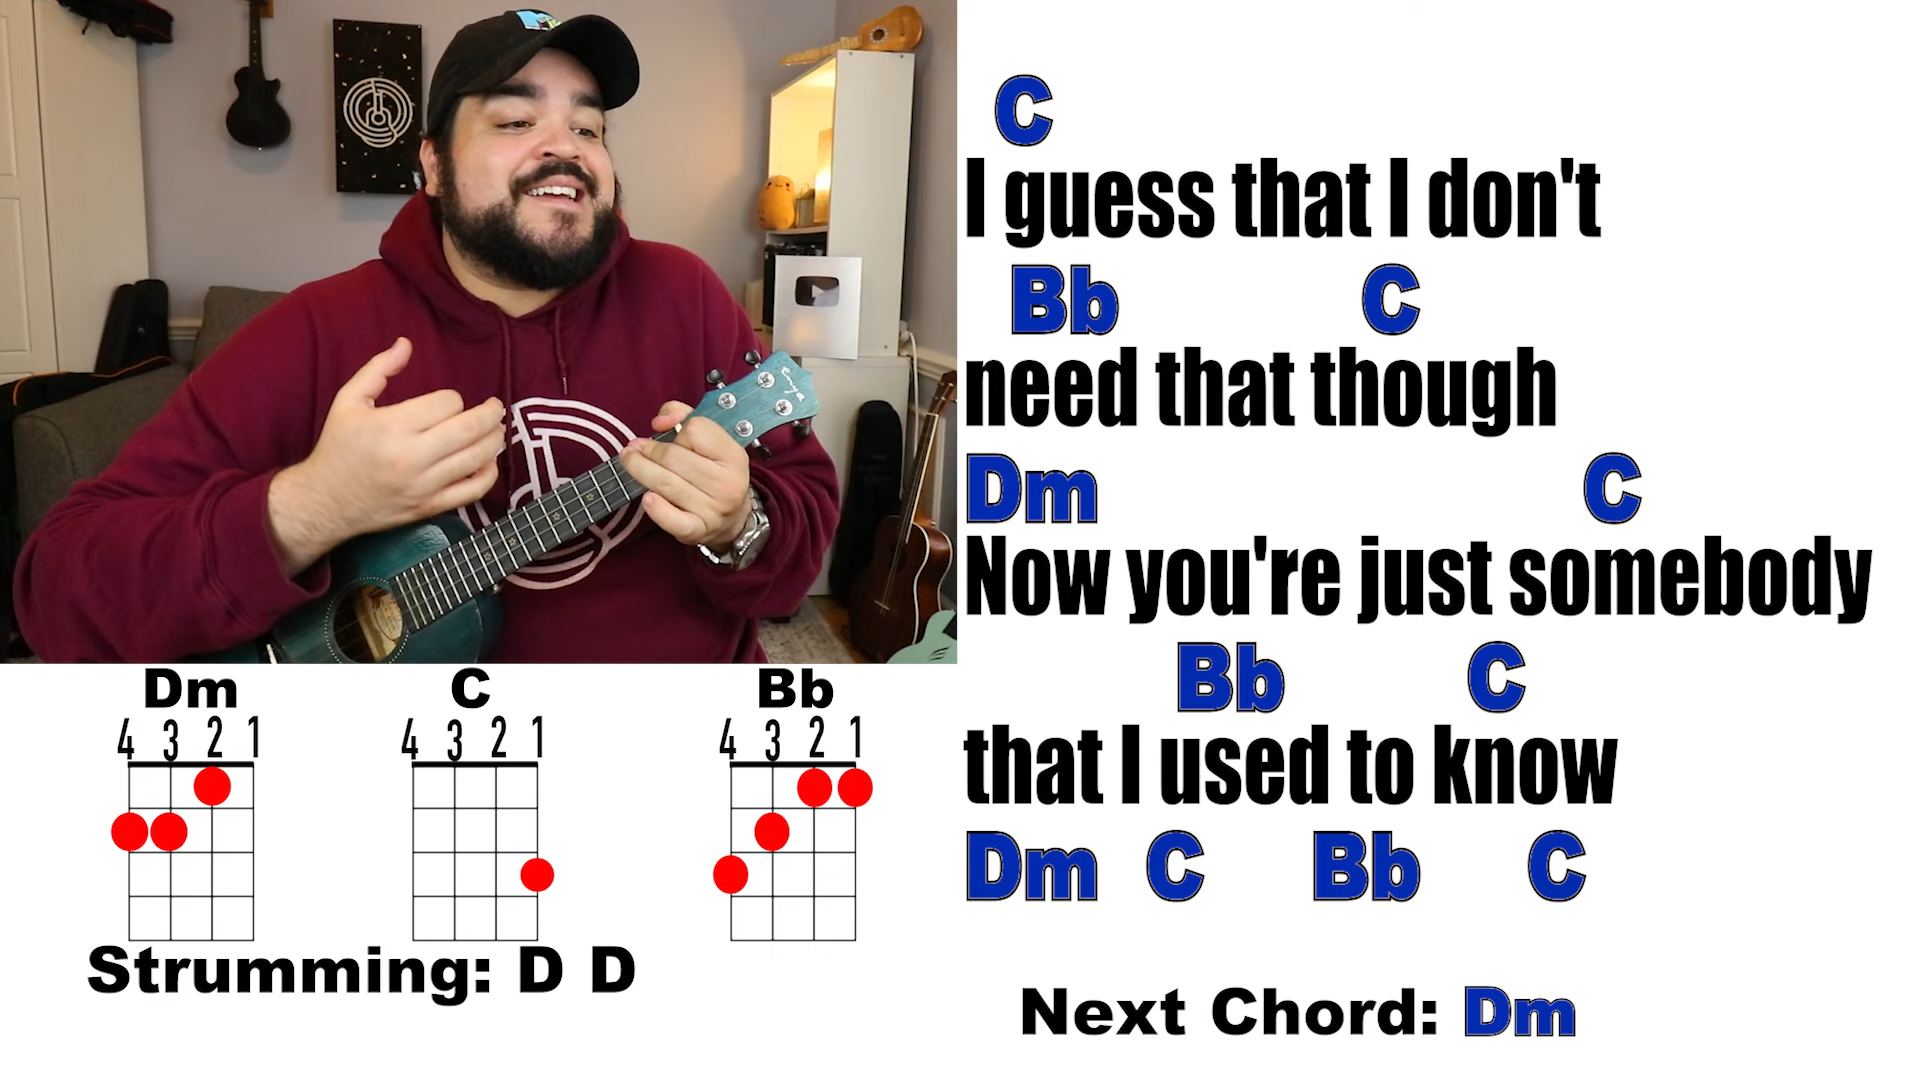 C
I guess that I don't
Bb C
need that though
Dm C
Now you're just somebody
Bb C
that I used to know
Dm C Bb C
Next Chord: Dm
enya
Dm C Bb
4 3 2 1 4 3 2 1 4 3 2 1
Strumming: D D